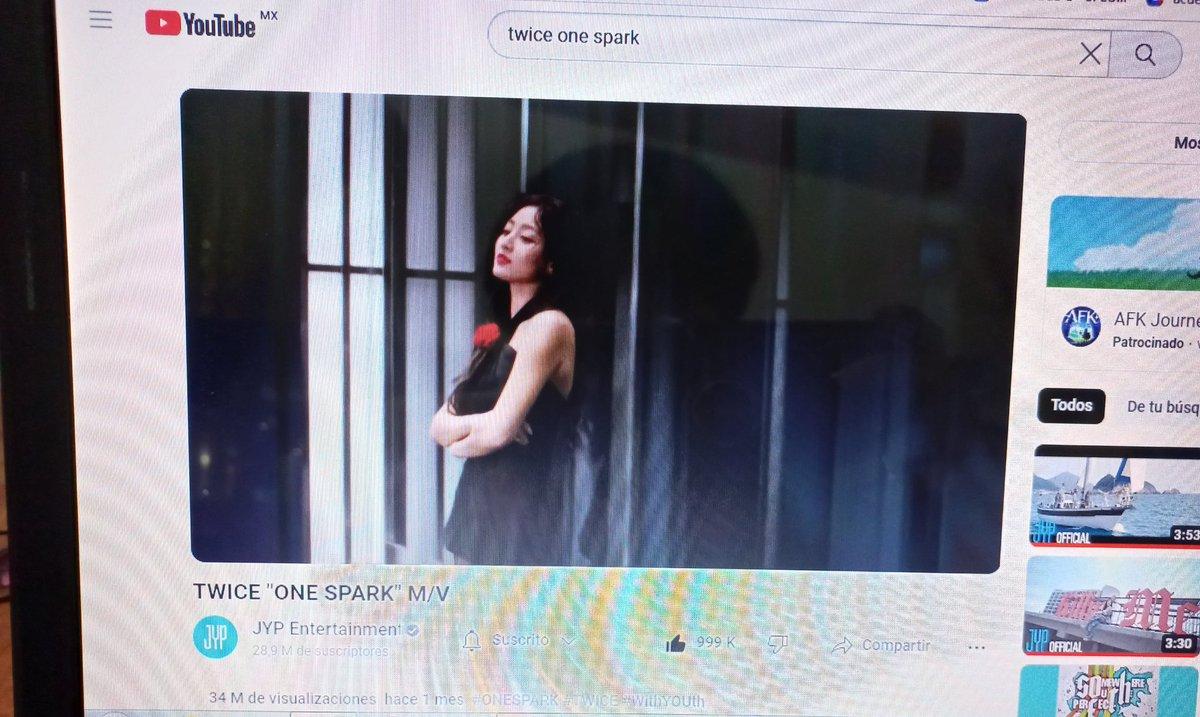 YouTube MX
twice one spark
Mos
AFK
AFK Journe
Patrocinado ·
Todos
De tu búsq
JYP OFFICIAL
3:53
JYP OFFICIAL
3:30
SOMEWHERE
TWICE "ONE SPARK" M/V
JYP
JYP Entertainment
28,9 M de suscriptores
Suscrito
999 K
Compartir
34 M de visualizaciones hace 1 mes #ONESPARK #TWICE #WithYOUth